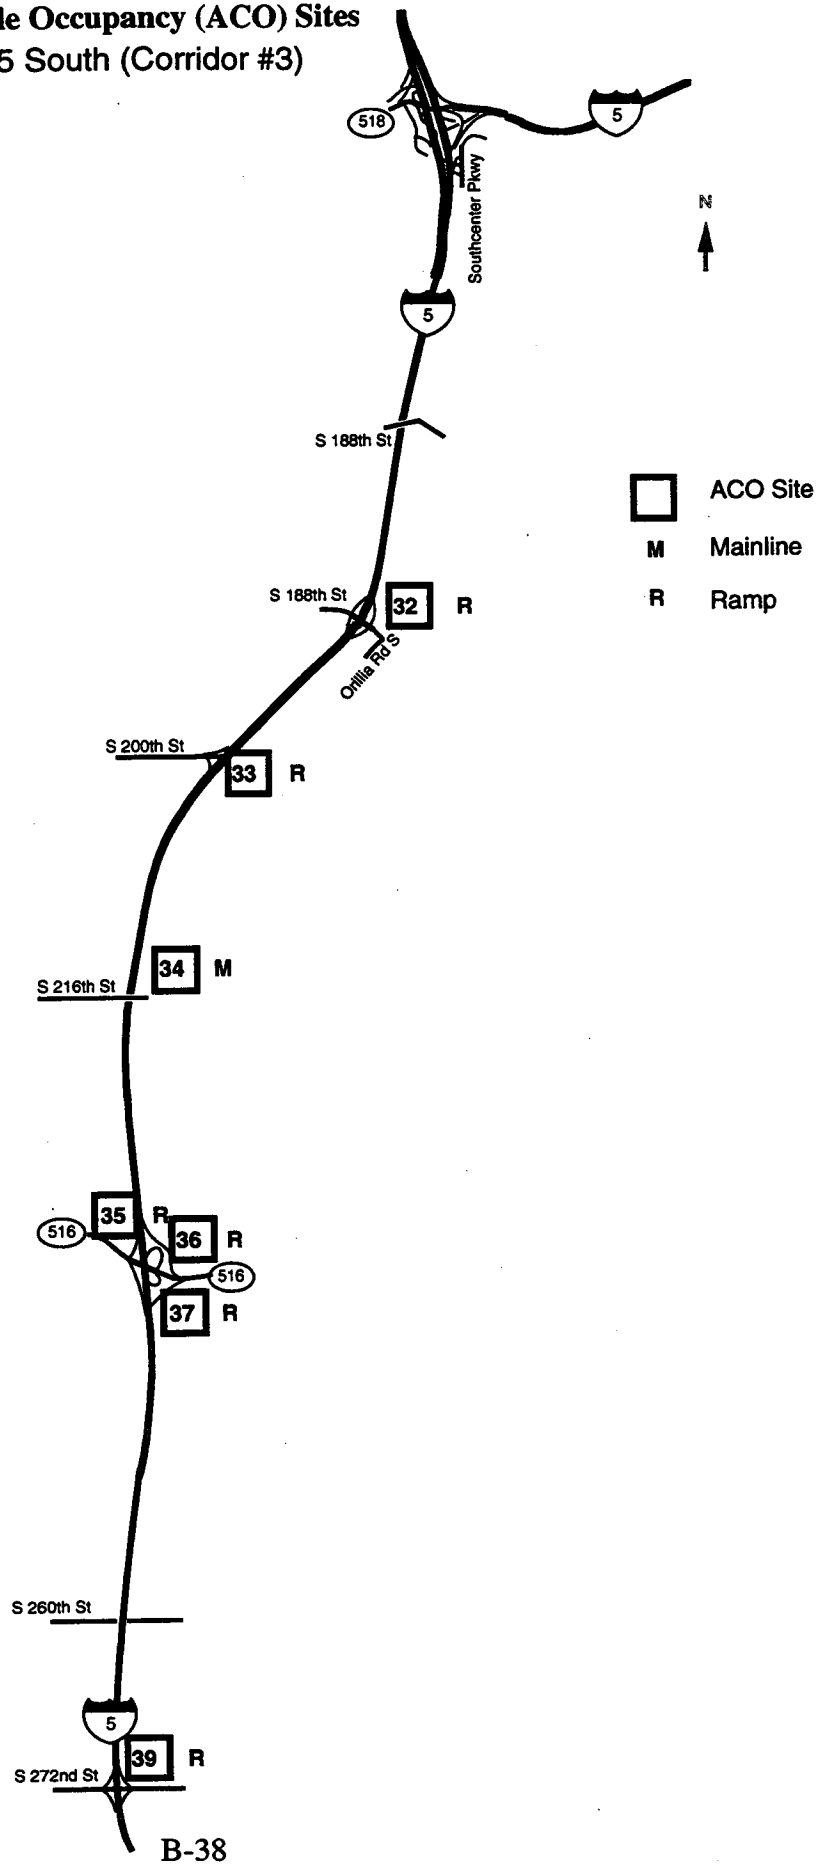 le Occupancy (ACO) Sites
5 South (Corridor #3)
518
5
Southcenter Pkwy
N
5
S 188th St
ACO Site
M Mainline
R Ramp
S 188th St
32 R
Orillia Rd S
S 200th St
33 R
34 M
S 216th St
35 R
516
36 R
516
37 R
S 260th St
5
39 R
S 272nd St
B-38